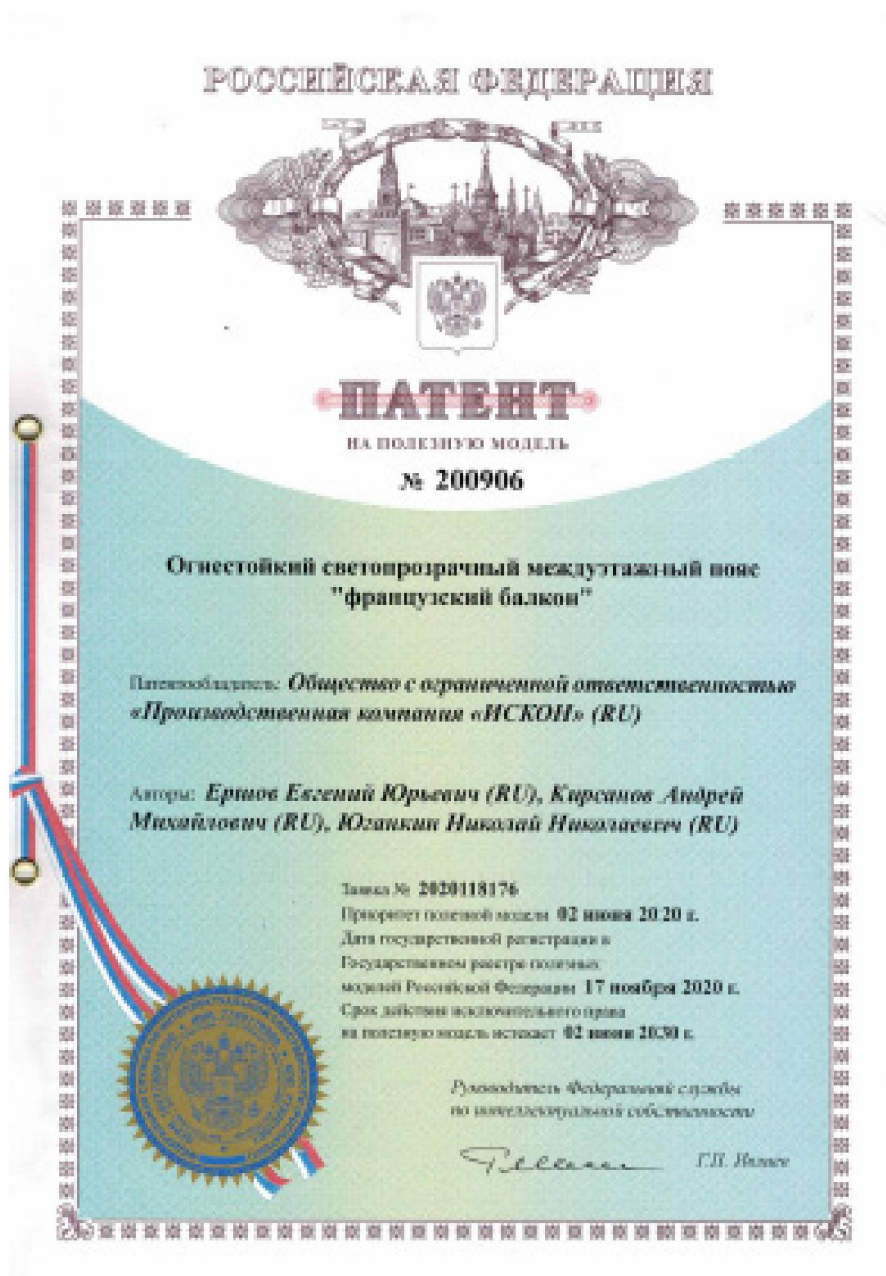 РОССИЙСКАЯ ФЕДЕРАЦИЯ
ПАТЕНТ
НА ПОЛЕЗНУЮ МОДЕЛЬ
№ 200906
Огнестойкий светопрозрачный междуэтажный пояс
"французский балкон"
Патентообладатель: Общество с ограниченной ответственностью
«Производственная компания «ИСКОН» (RU)
Авторы: Ершов Евгений Юрьевич (RU), Кирсанов Андрей
Михайлович (RU), Юганкин Николай Николаевич (RU)
Заявка № 2020118176
Приоритет полезной модели 02 июня 2020 г.
Дата государственной регистрации в
Государственном реестре полезных
моделей Российской Федерации 17 ноября 2020 г.
Срок действия исключительного права
на полезную модель истекает 02 июня 2030 г.
Руководитель Федеральной службы
по интеллектуальной собственности
Г.П. Ивлиев